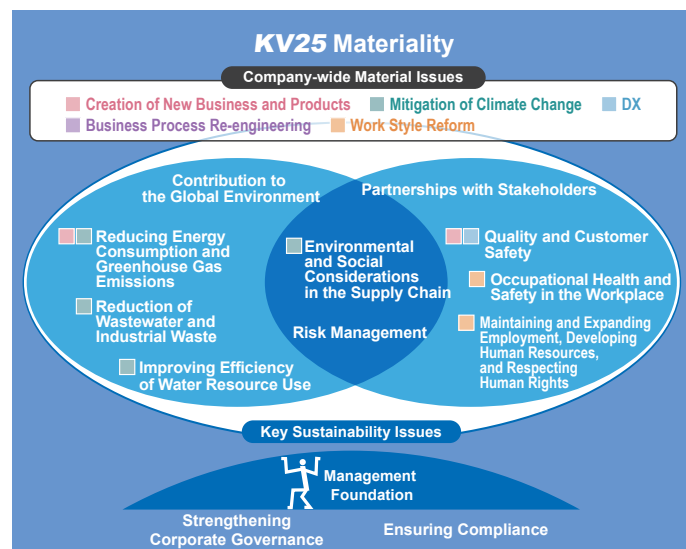 KV25 Materiality
Company-wide Material Issues
Creation of New Business and Products Mitigation of Climate Change DX
Business Process Re-engineering Work Style Reform
Contribution to
the Global Environment
Reducing Energy
Consumption and
Greenhouse Gas
Emissions
Reduction of
Wastewater and
Industrial Waste
Improving Efficiency
of Water Resource Use
Environmental
and Social
Considerations
in the Supply Chain
Risk Management
Partnerships with Stakeholders
Quality and Customer
Safety
Occupational Health and
Safety in the Workplace
Maintaining and Expanding
Employment, Developing
Human Resources,
and Respecting
Human Rights
Key Sustainability Issues
Management
Foundation
Strengthening
Corporate Governance
Ensuring Compliance